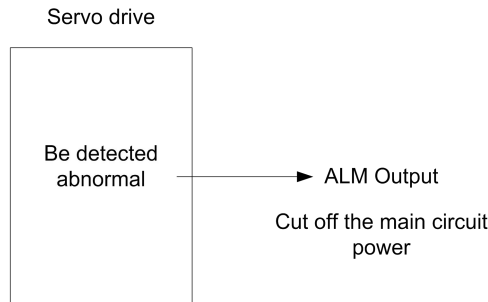 Servo drive
Be detected
abnormal
ALM Output
Cut off the main circuit
power